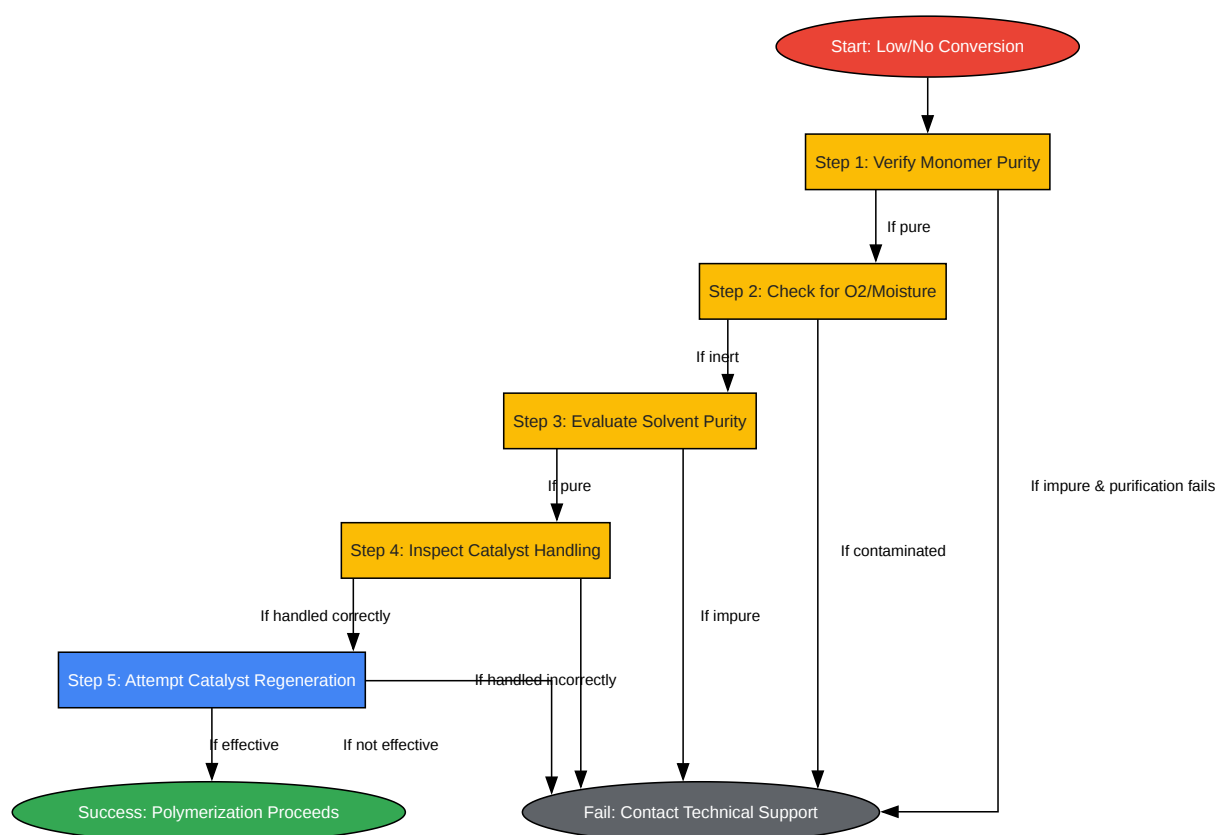 Start: Low/No Conversion
Step 1: Verify Monomer Purity
If pure
Step 2: Check for O2/Moisture
If inert
Step 3: Evaluate Solvent Purity
If pure
If impure & purification fails
Step 4: Inspect Catalyst Handling
If contaminated
If handled correctly
If impure
Step 5: Attempt Catalyst Regeneration
If handled incorrectly
If effective
If not effective
Success: Polymerization Proceeds
Fail: Contact Technical Support